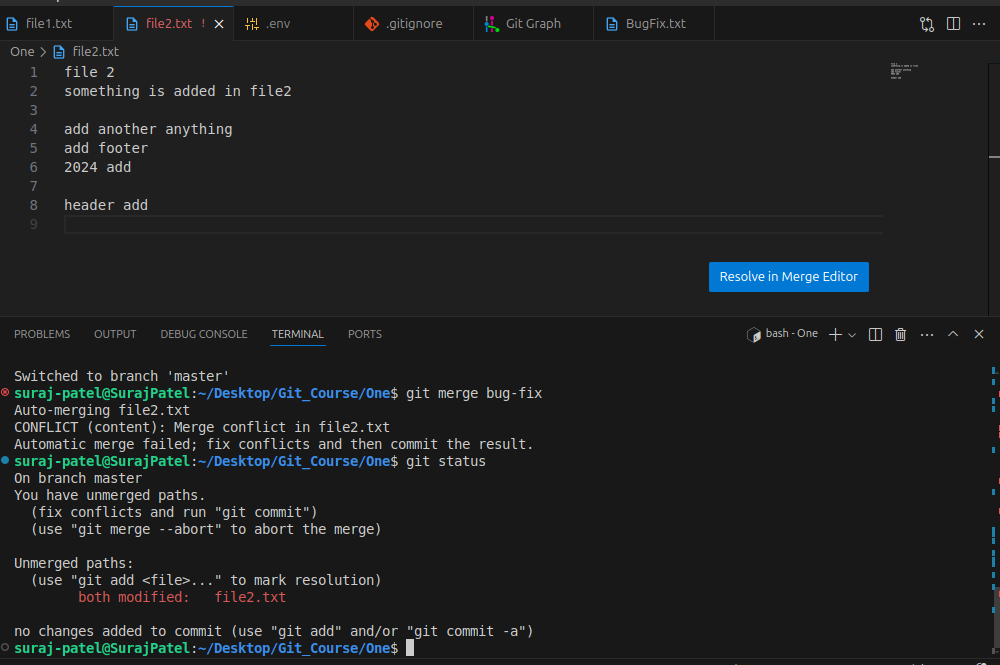 file1.txt file2.txt ! .env .gitignore Git Graph BugFix.txt
One > file2.txt
1 file 2
2 something is added in file2
3
4 add another anything
5 add footer
6 2024 add
7
8 header add
9
Resolve in Merge Editor
PROBLEMS OUTPUT DEBUG CONSOLE TERMINAL PORTS bash - One
Switched to branch 'master'
suraj-patel@SurajPatel:~/Desktop/Git_Course/One$ git merge bug-fix
Auto-merging file2.txt
CONFLICT (content): Merge conflict in file2.txt
Automatic merge failed; fix conflicts and then commit the result.
suraj-patel@SurajPatel:~/Desktop/Git_Course/One$ git status
On branch master
You have unmerged paths.
  (fix conflicts and run "git commit")
  (use "git merge --abort" to abort the merge)

Unmerged paths:
  (use "git add <file>..." to mark resolution)
        both modified:   file2.txt

no changes added to commit (use "git add" and/or "git commit -a")
suraj-patel@SurajPatel:~/Desktop/Git_Course/One$